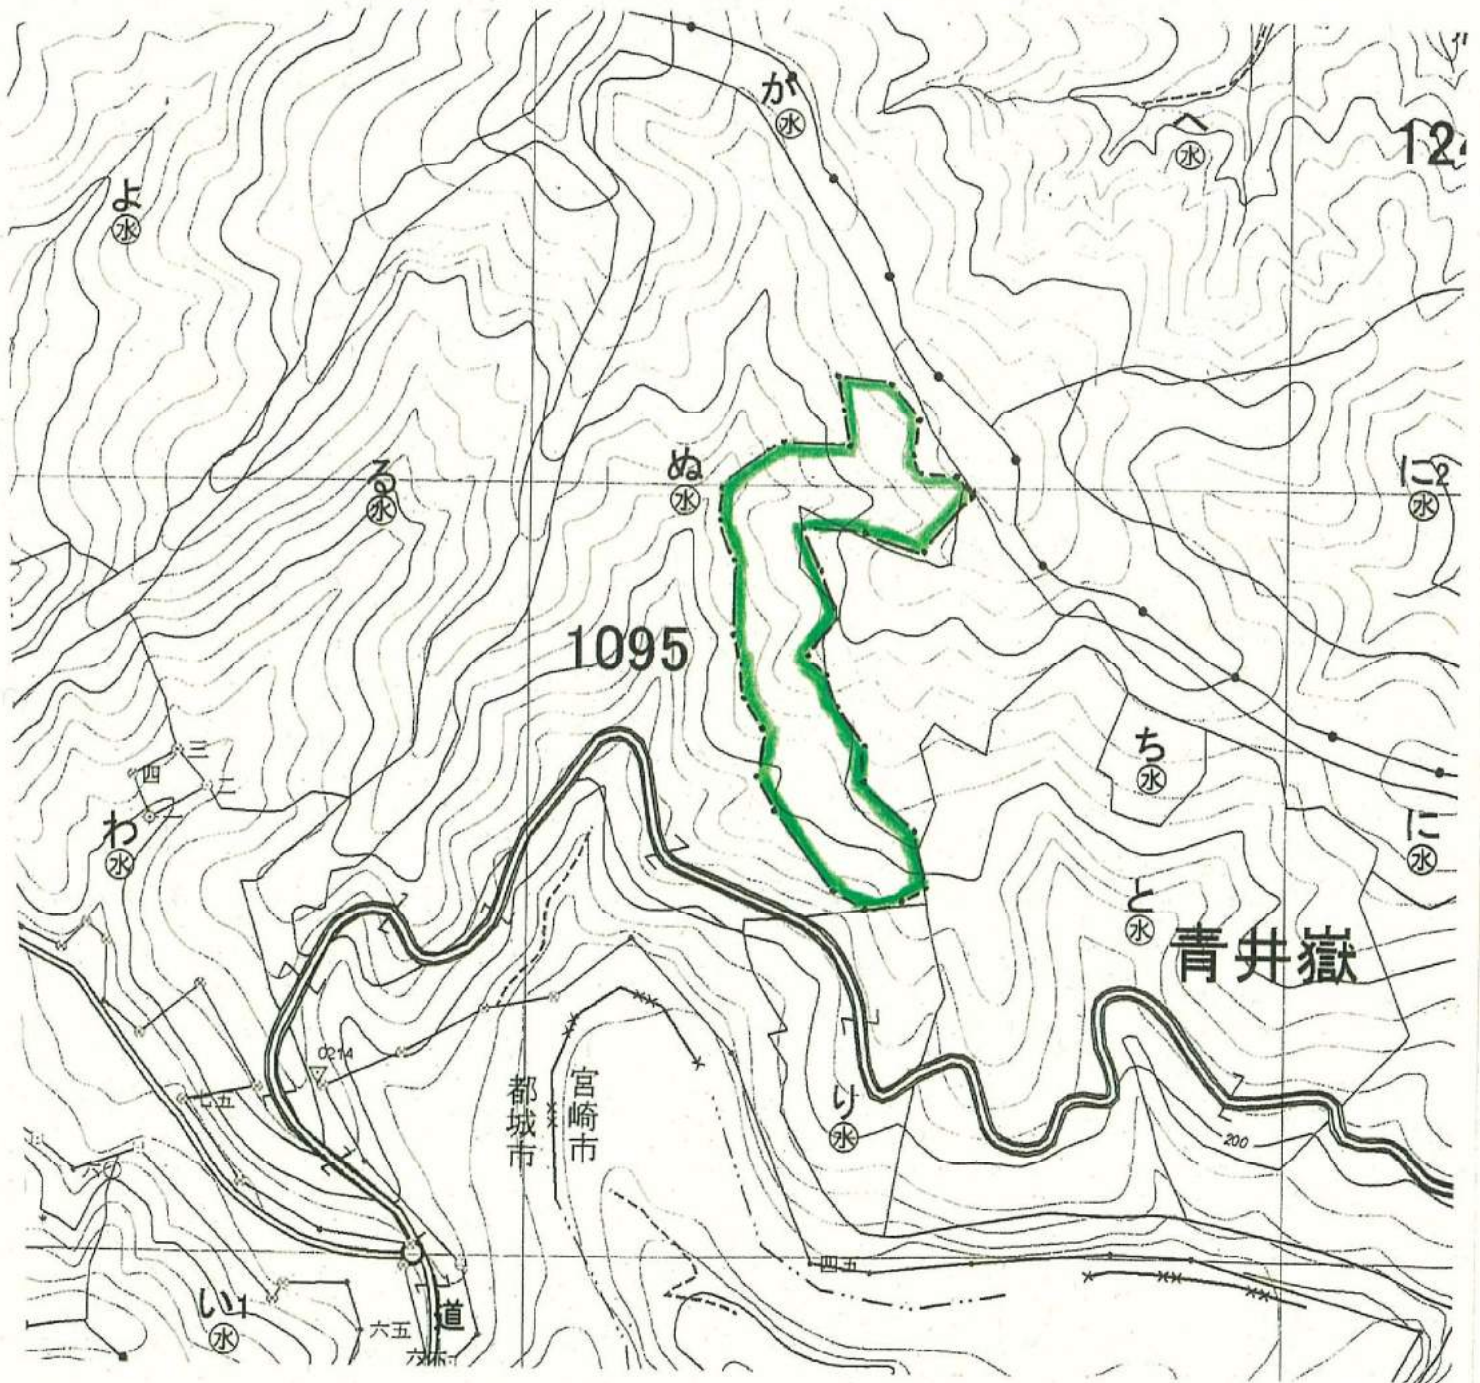 か
水
へ
水
12
よ
水
る
水
ぬ
水
に2
水
1095
三
四
二
一
わ
水
ち
水
に
水
と
水
青井嶽
0214
七五
都城市
宮崎市
り
水
200
六
四五
い1
水
道
六五